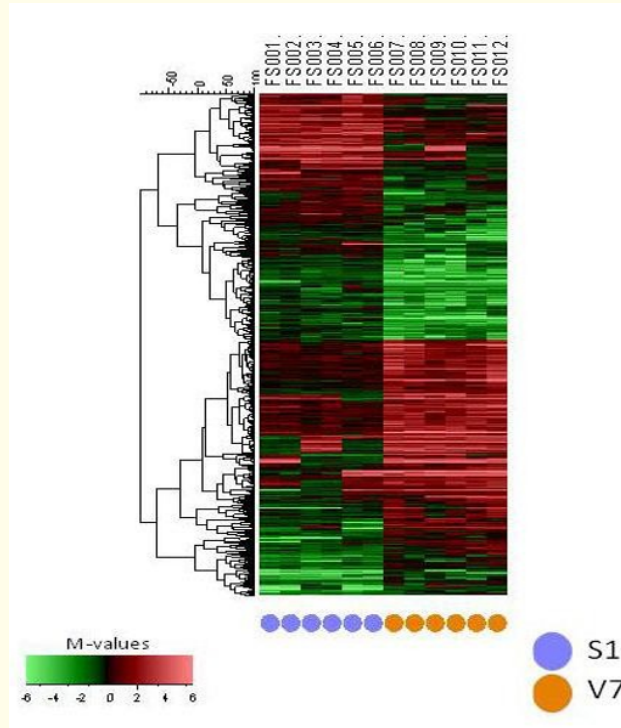 FS001.
FS002.
FS003.
FS004.
FS005.
FS006.
FS007.
FS008.
FS009.
FS010.
FS011.
FS012.
-50
0
50
100
M-values
-6 -4 -2 0 2 4 6
S1
V7